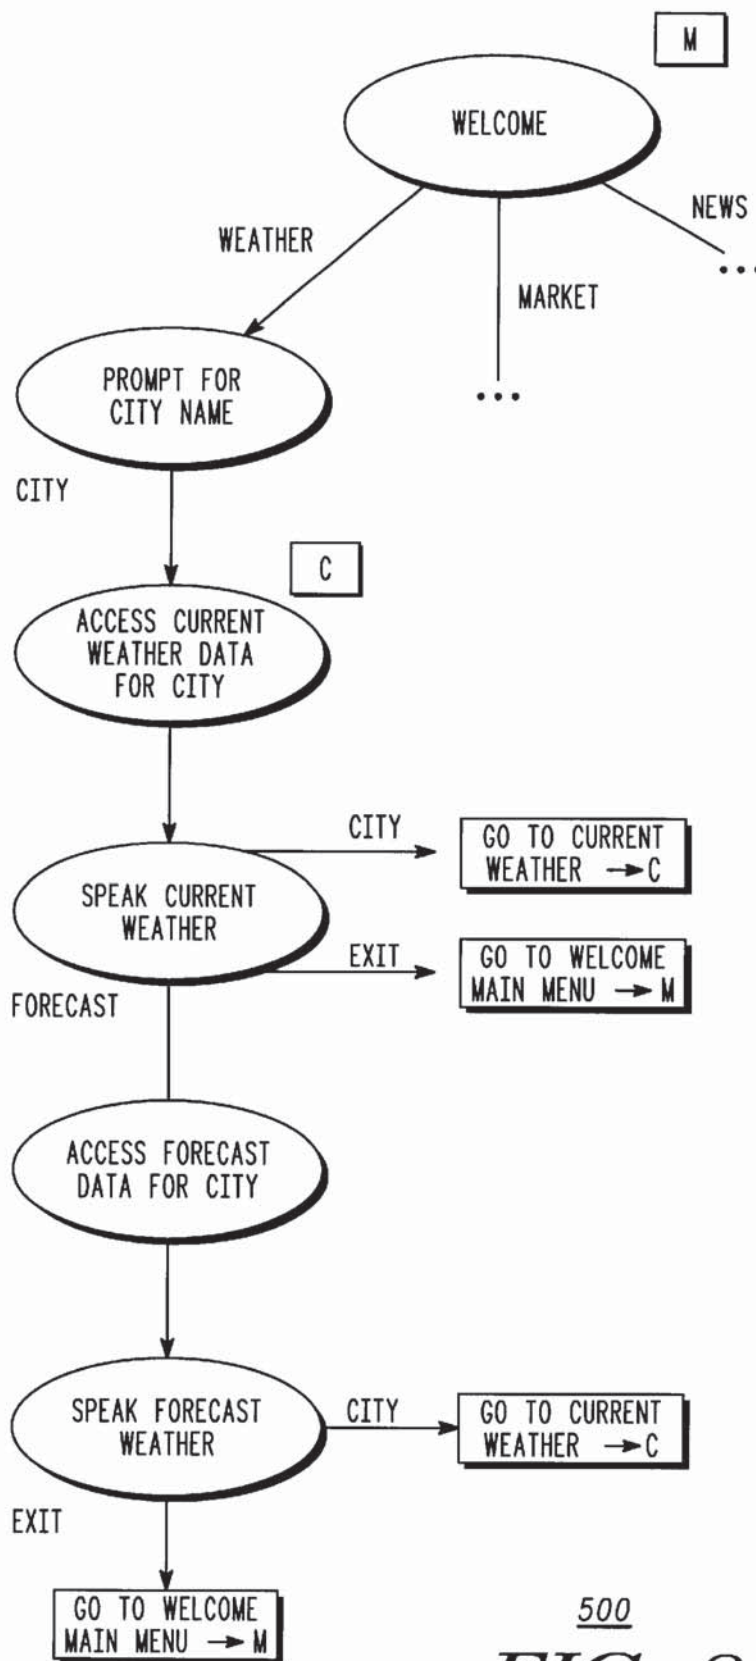 M
WELCOME
NEWS
...
WEATHER
MARKET
...
PROMPT FOR
CITY NAME
CITY
C
ACCESS CURRENT
WEATHER DATA
FOR CITY
CITY
GO TO CURRENT
WEATHER → C
SPEAK CURRENT
WEATHER
EXIT
GO TO WELCOME
MAIN MENU → M
FORECAST
ACCESS FORECAST
DATA FOR CITY
SPEAK FORECAST
WEATHER
CITY
GO TO CURRENT
WEATHER → C
EXIT
GO TO WELCOME
MAIN MENU → M
500